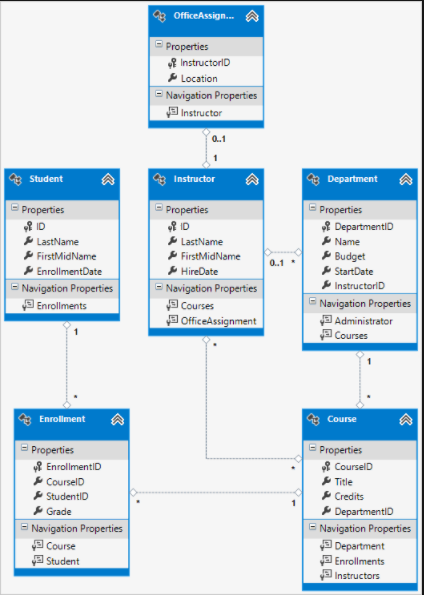 OfficeAssign...
Properties
InstructorID
Location
Navigation Properties
Instructor
0..1
1
Student
Properties
ID
LastName
FirstMidName
EnrollmentDate
Navigation Properties
Enrollments
Instructor
Properties
ID
LastName
FirstMidName
HireDate
Navigation Properties
Courses
OfficeAssignment
0..1 *
Department
Properties
DepartmentID
Name
Budget
StartDate
InstructorID
Navigation Properties
Administrator
Courses
1
*
*
*
1
*
Enrollment
Properties
EnrollmentID
CourseID
StudentID
Grade
Navigation Properties
Course
Student
* 1
Course
Properties
CourseID
Title
Credits
DepartmentID
Navigation Properties
Department
Enrollments
Instructors